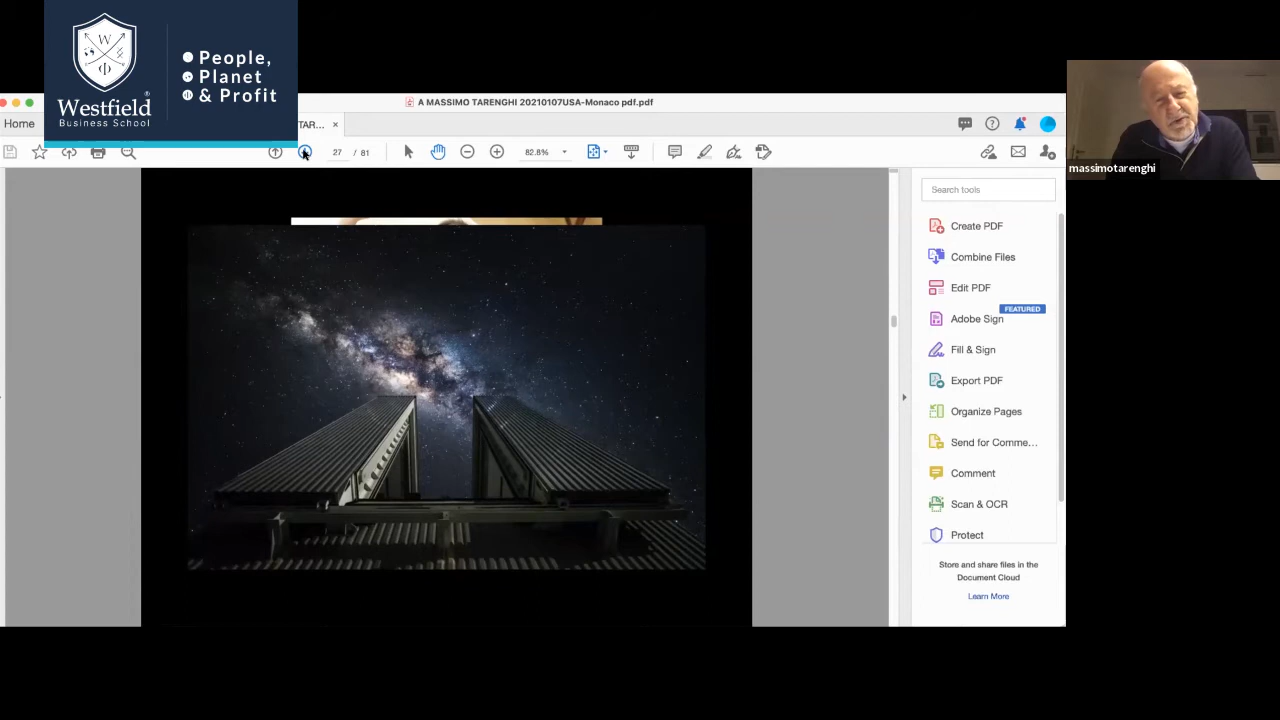 W
Φ
Westfield®
Business School
People,
Planet
& Profit
A MASSIMO TARENGHI 20210107USA-Monaco pdf.pdf
Home
TAR... ×
27 / 81
82.8%
massimotarenghi
Search tools
Create PDF
Combine Files
Edit PDF
FEATURED
Adobe Sign
Fill & Sign
Export PDF
Organize Pages
Send for Comme...
Comment
Scan & OCR
Protect
Store and share files in the
Document Cloud
Learn More